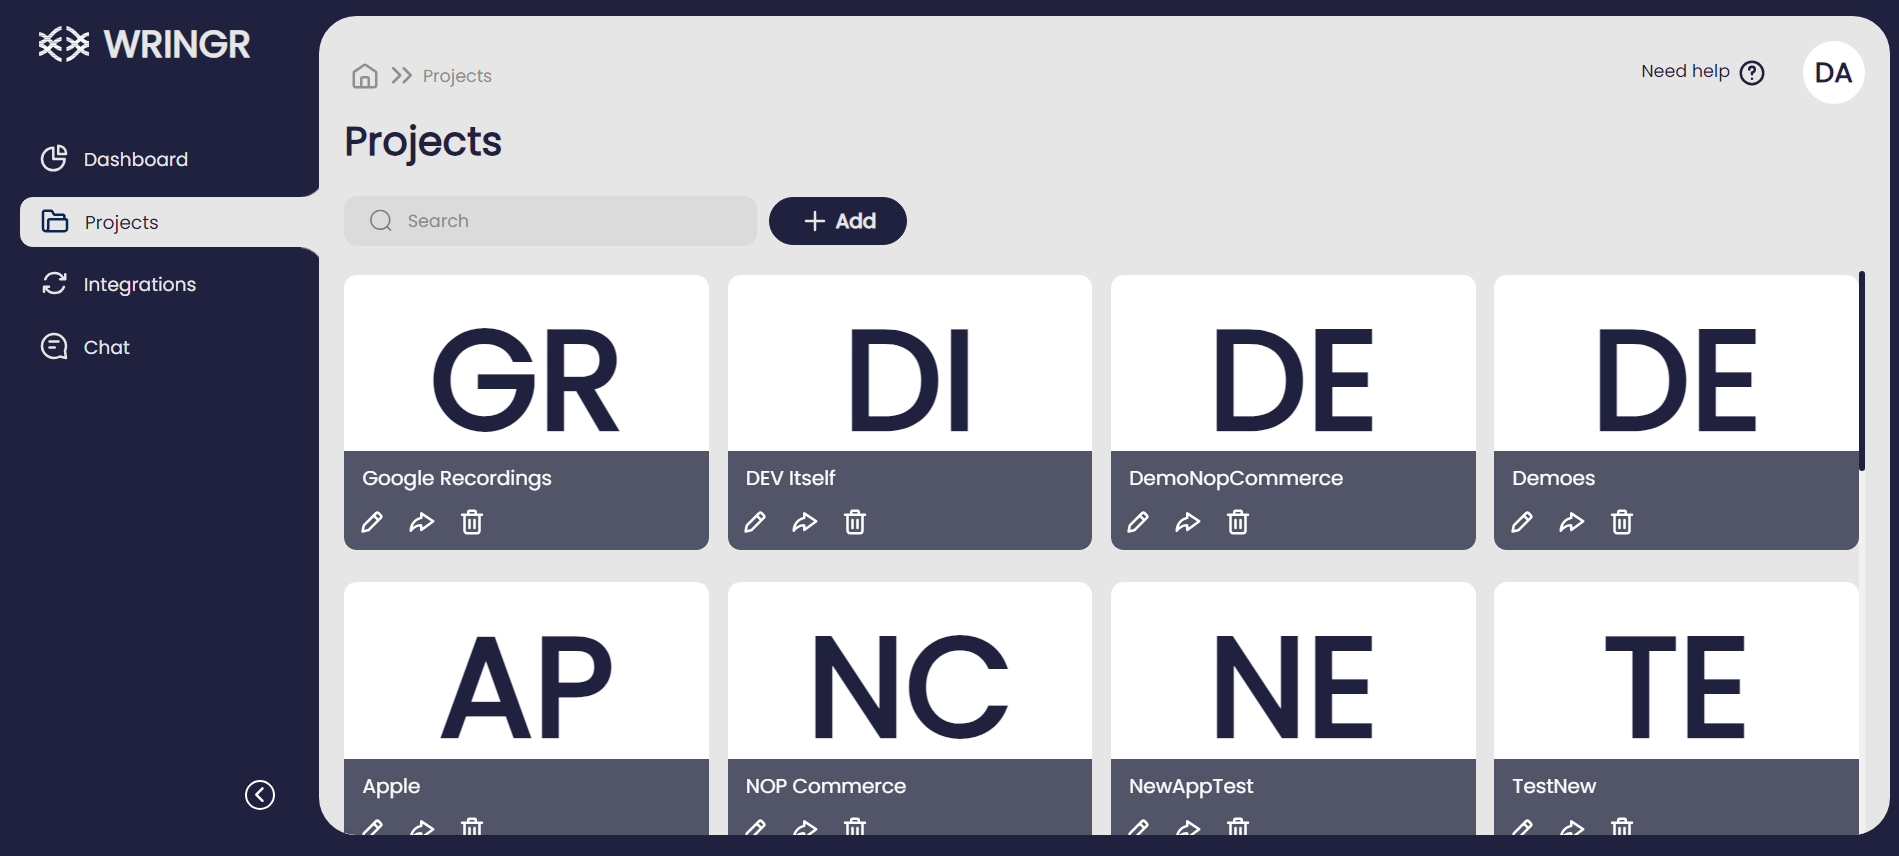 WRINGR
Dashboard
Projects
Integrations
Chat
Projects
Need help
DA
Projects
Search
Add
GR
DI
DE
DE
Google Recordings
DEV Itself
DemoNopCommerce
Demoes
AP
NC
NE
TE
Apple
NOP Commerce
NewAppTest
TestNew